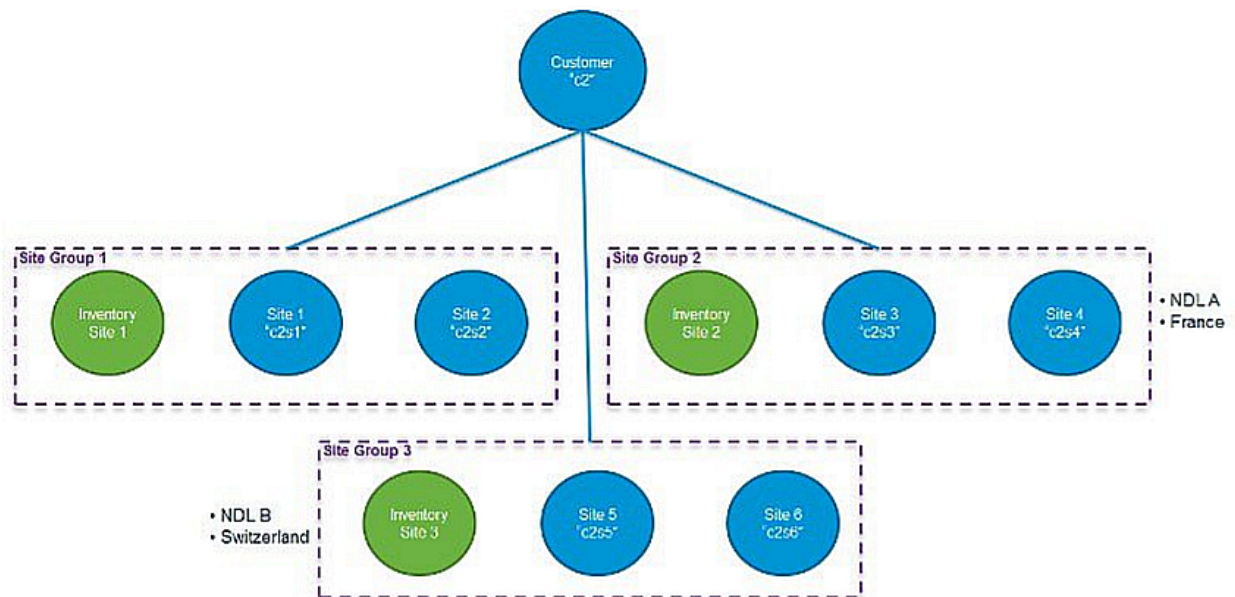 Customer
"c2"
Site Group 1
Inventory
Site 1
Site 1
"c2s1"
Site 2
"c2s2"
Site Group 2
Inventory
Site 2
Site 3
"c2s3"
Site 4
"c2s4"
• NDL A
• France
Site Group 3
Inventory
Site 3
Site 5
"c2s5"
Site 6
"c2s6"
• NDL B
• Switzerland